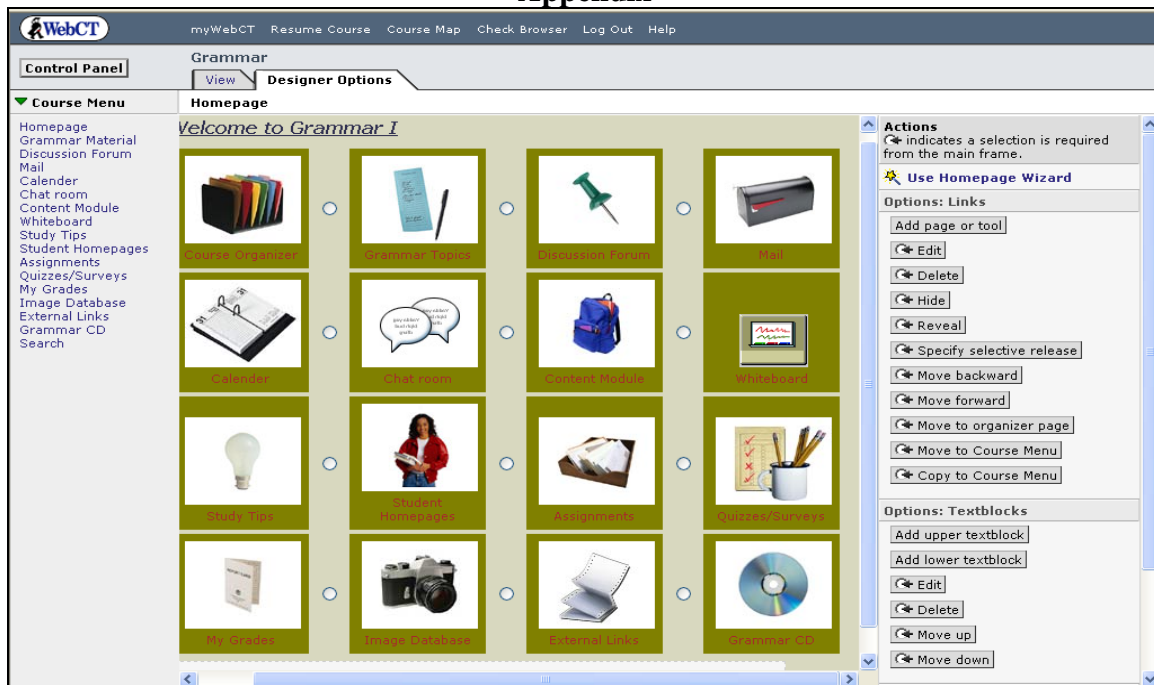 Appendix
WebCT
myWebCT Resume Course Course Map Check Browser Log Out Help
Control Panel
Grammar
View Designer Options
Course Menu
Homepage
Homepage
Grammar Material
Discussion Forum
Mail
Calender
Chat room
Content Module
Whiteboard
Study Tips
Student Homepages
Assignments
Quizzes/Surveys
My Grades
Image Database
External Links
Grammar CD
Search
Velcome to Grammar I
Course Organizer
Grammar Topics
Discussion Forum
Mail
Calender
Chat room
Content Module
Whiteboard
Study Tips
Student
Homepages
Assignments
Quizzes/Surveys
My Grades
Image Database
External Links
Grammar CD
Actions
indicates a selection is required
from the main frame.
Use Homepage Wizard
Options: Links
Add page or tool
Edit
Delete
Hide
Reveal
Specify selective release
Move backward
Move forward
Move to organizer page
Move to Course Menu
Copy to Course Menu
Options: Textblocks
Add upper textblock
Add lower textblock
Edit
Delete
Move up
Move down